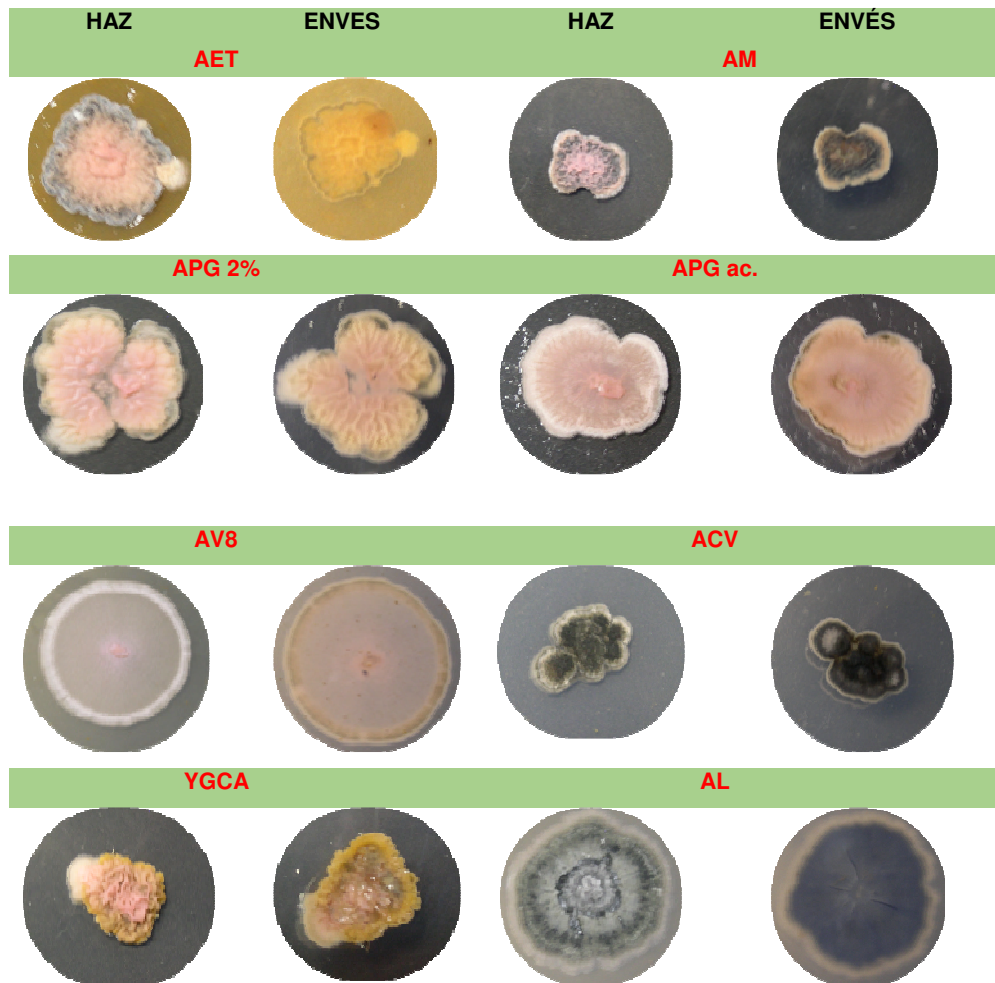 HAZ ENVES HAZ ENVÉS
AET AM
APG 2% APG ac.
AV8 ACV
YGCA AL